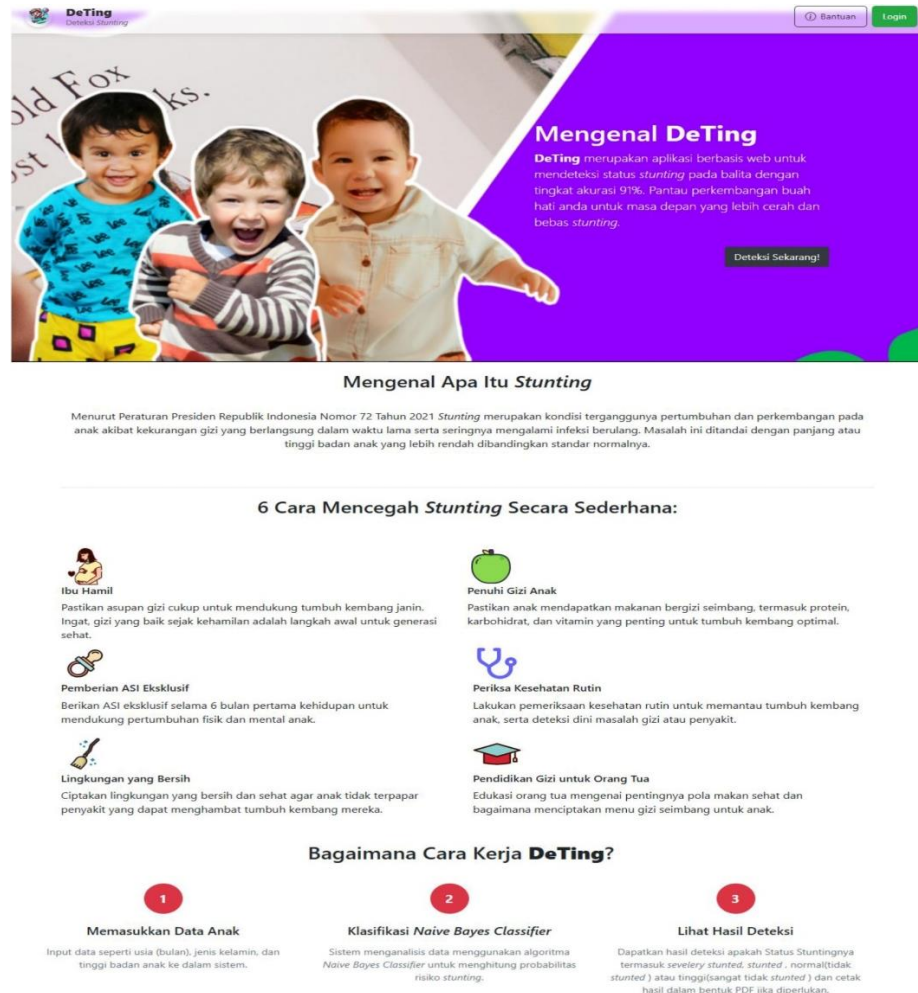 DeTing
Deteksi Stunting
Bantuan
Login
old Fox
ks.
ost
Mengenal DeTing
DeTing merupakan aplikasi berbasis web untuk
mendeteksi status stunting pada balita dengan
tingkat akurasi 91%. Pantau perkembangan buah
hati anda untuk masa depan yang lebih cerah dan
bebas stunting.
Deteksi Sekarang!
Mengenal Apa Itu Stunting
Menurut Peraturan Presiden Republik Indonesia Nomor 72 Tahun 2021 Stunting merupakan kondisi terganggunya pertumbuhan dan perkembangan pada
anak akibat kekurangan gizi yang berlangsung dalam waktu lama serta seringnya mengalami infeksi berulang. Masalah ini ditandai dengan panjang atau
tinggi badan anak yang lebih rendah dibandingkan standar normalnya.
6 Cara Mencegah Stunting Secara Sederhana:
Ibu Hamil
Pastikan asupan gizi cukup untuk mendukung tumbuh kembang janin.
Ingat, gizi yang baik sejak kehamilan adalah langkah awal untuk generasi
sehat.
Penuhi Gizi Anak
Pastikan anak mendapatkan makanan bergizi seimbang, termasuk protein,
karbohidrat, dan vitamin yang penting untuk tumbuh kembang optimal.
Pemberian ASI Eksklusif
Berikan ASI eksklusif selama 6 bulan pertama kehidupan untuk
mendukung pertumbuhan fisik dan mental anak.
Periksa Kesehatan Rutin
Lakukan pemeriksaan kesehatan rutin untuk memantau tumbuh kembang
anak, serta deteksi dini masalah gizi atau penyakit.
Lingkungan yang Bersih
Ciptakan lingkungan yang bersih dan sehat agar anak tidak terpapar
penyakit yang dapat menghambat tumbuh kembang mereka.
Pendidikan Gizi untuk Orang Tua
Edukasi orang tua mengenai pentingnya pola makan sehat dan
bagaimana menciptakan menu gizi seimbang untuk anak.
Bagaimana Cara Kerja DeTing?
1
Memasukkan Data Anak
Input data seperti usia (bulan), jenis kelamin, dan
tinggi badan anak ke dalam sistem.
2
Klasifikasi Naive Bayes Classifier
Sistem menganalisis data menggunakan algoritma
Naive Bayes Classifier untuk menghitung probabilitas
risiko stunting.
3
Lihat Hasil Deteksi
Dapatkan hasil deteksi apakah Status Stuntingnya
termasuk sevelery stunted, stunted , normal(tidak
stunted ) atau tinggi(sangat tidak stunted ) dan cetak
hasil dalam bentuk PDF jika diperlukan.